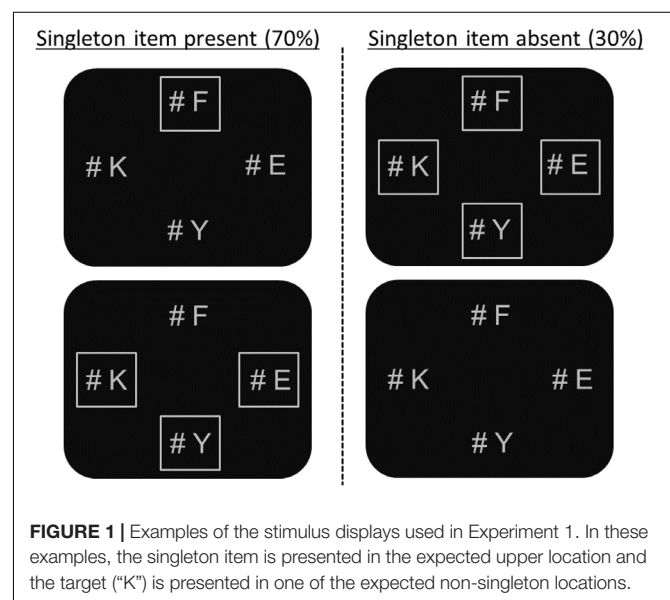 Singleton item present (70%)
Singleton item absent (30%)
# F
# K
# E
# Y
# F
# K
# E
# Y
# F
# K
# E
# Y
# F
# K
# E
# Y
FIGURE 1 | Examples of the stimulus displays used in Experiment 1. In these
examples, the singleton item is presented in the expected upper location and
the target (“K”) is presented in one of the expected non-singleton locations.